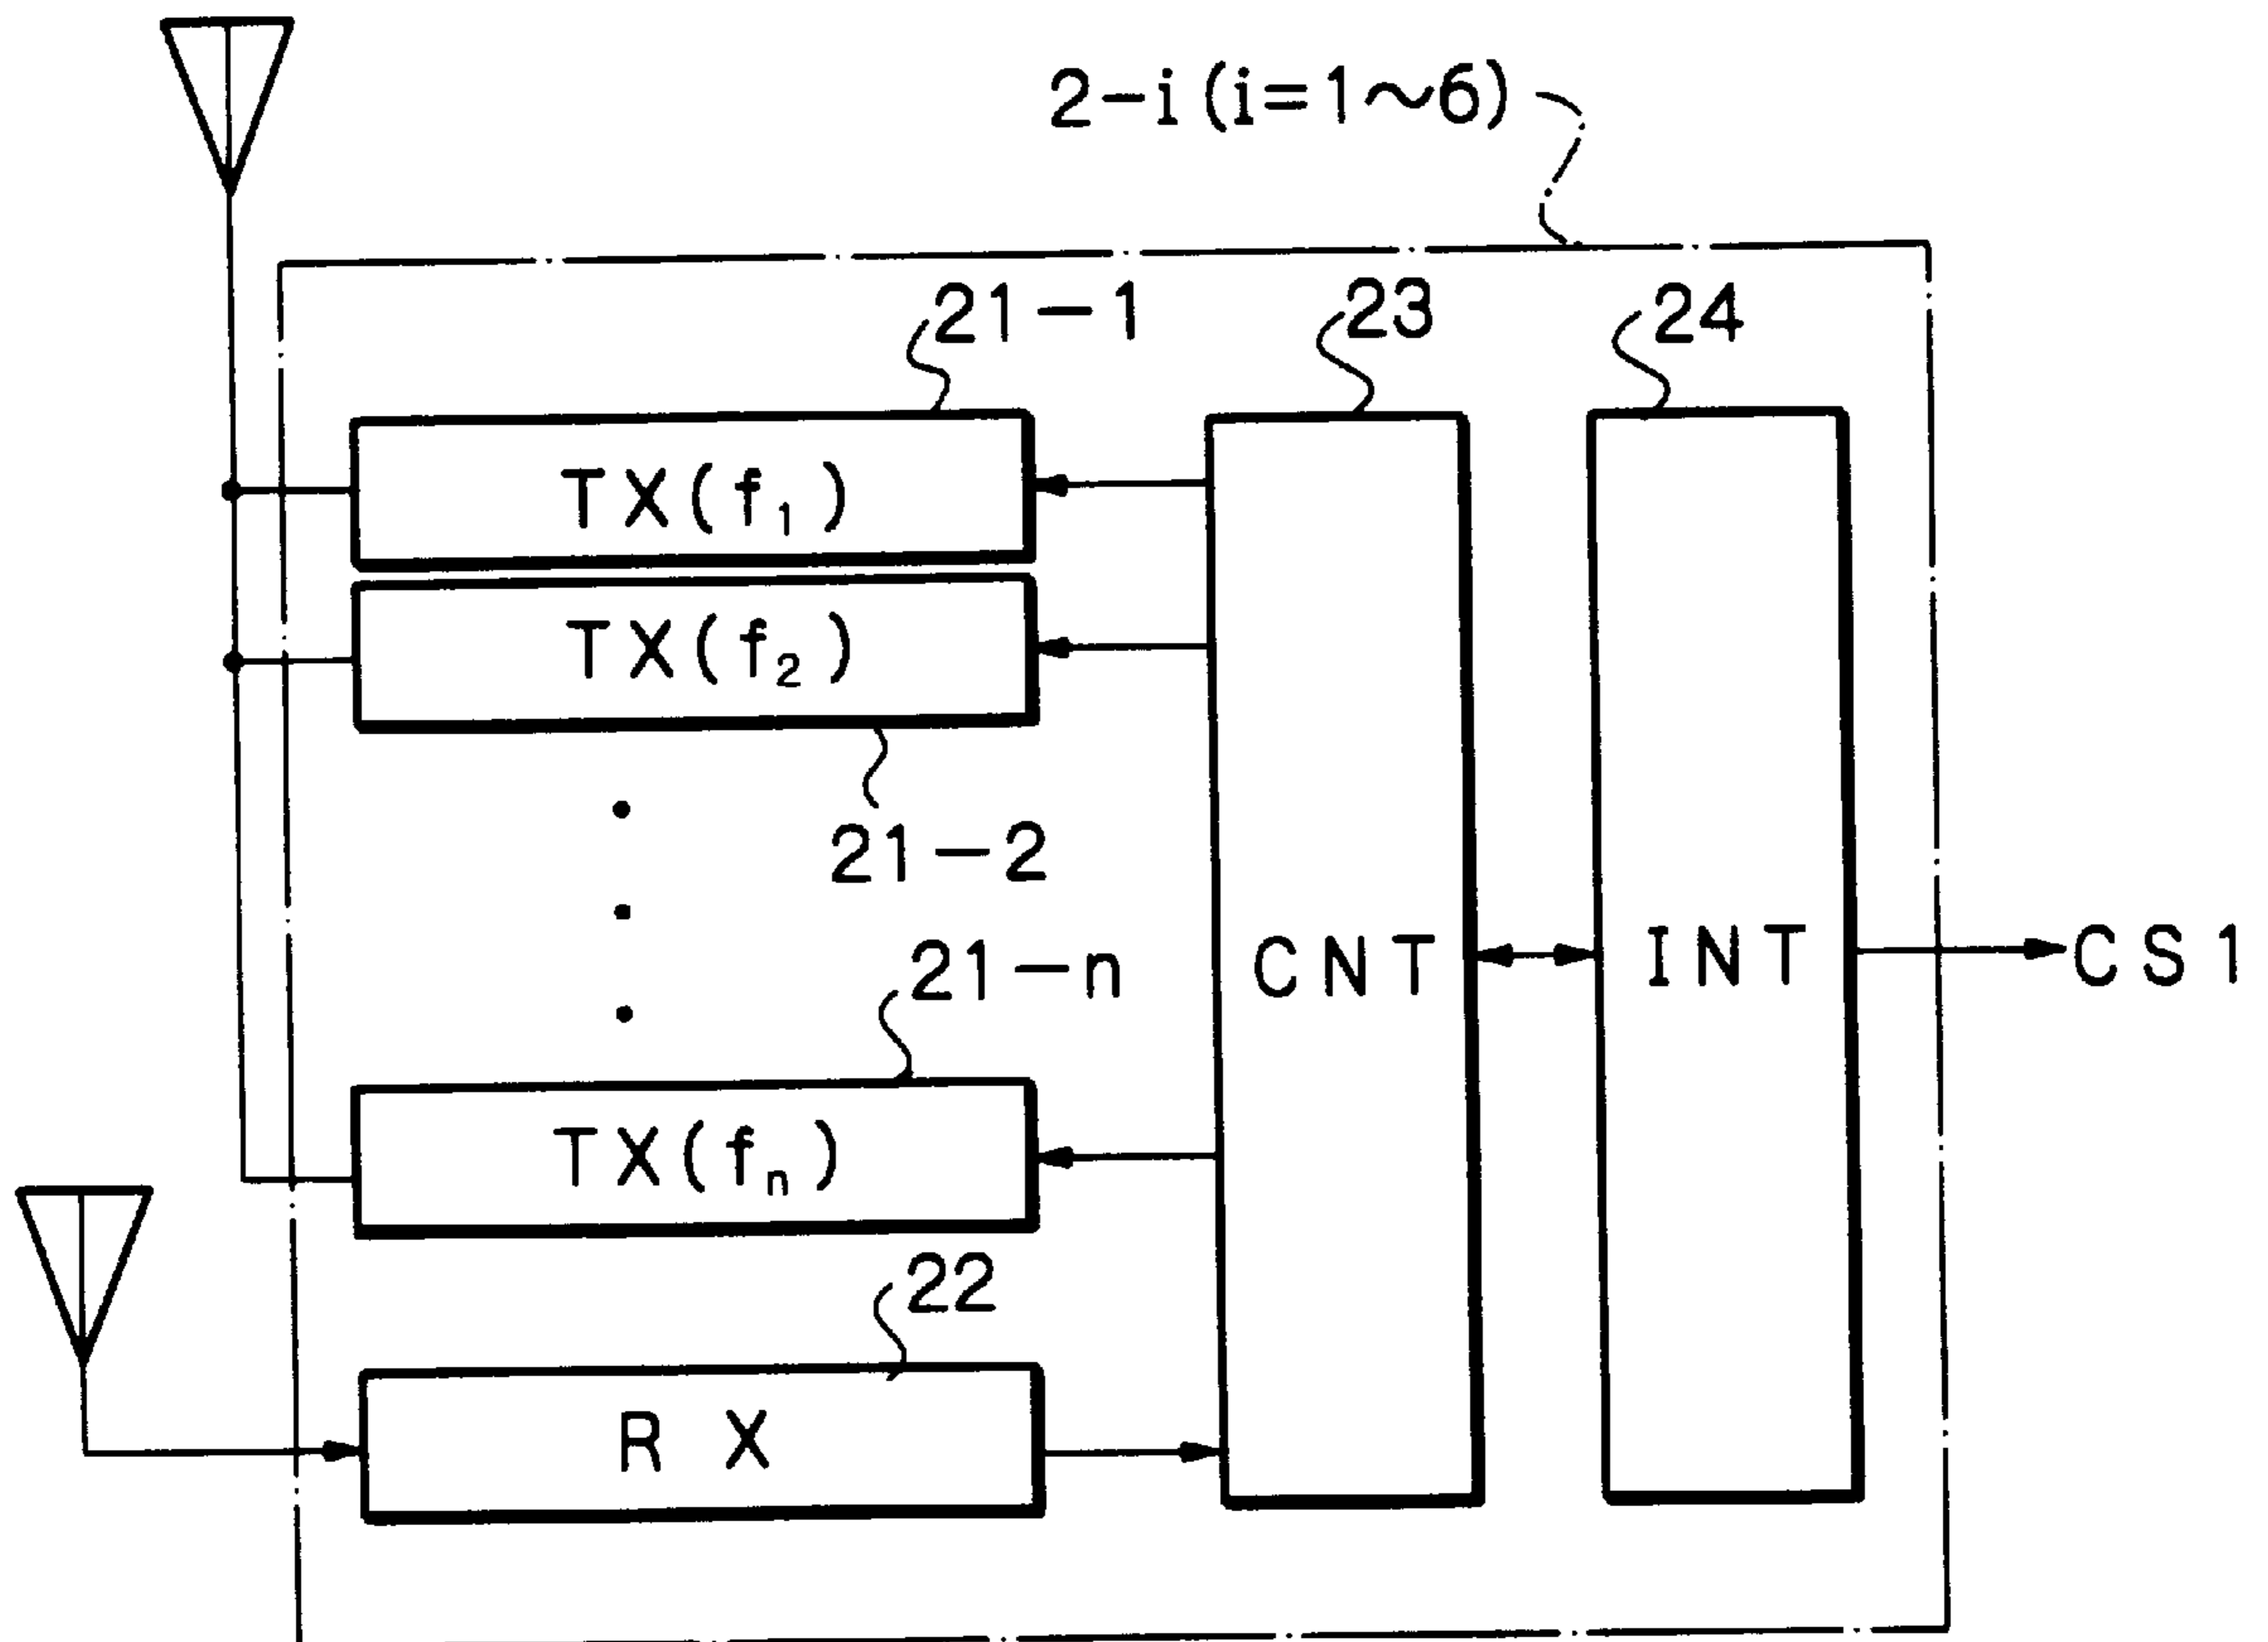 2-i(i=1~6)
21-1
23
24
TX(f₁)
TX(f₂)
21-2
21-n
CNT
INT
CS1
TX(fₙ)
22
RX